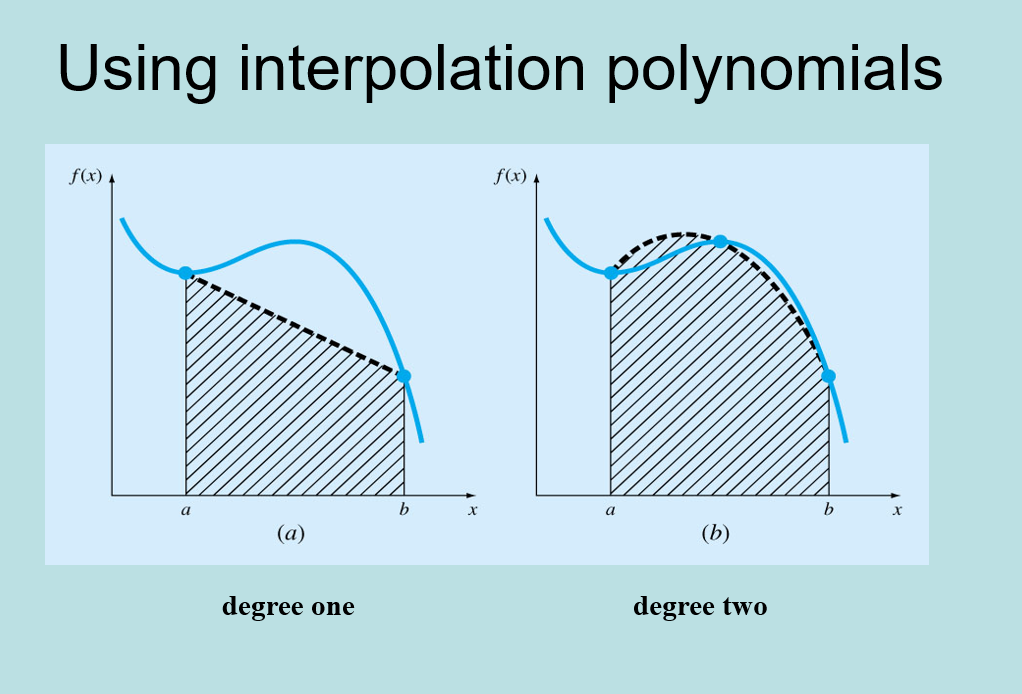 Using interpolation polynomials
f(x)
f(x)
a
b
x
a
b
x
(a)
(b)
degree one
degree two